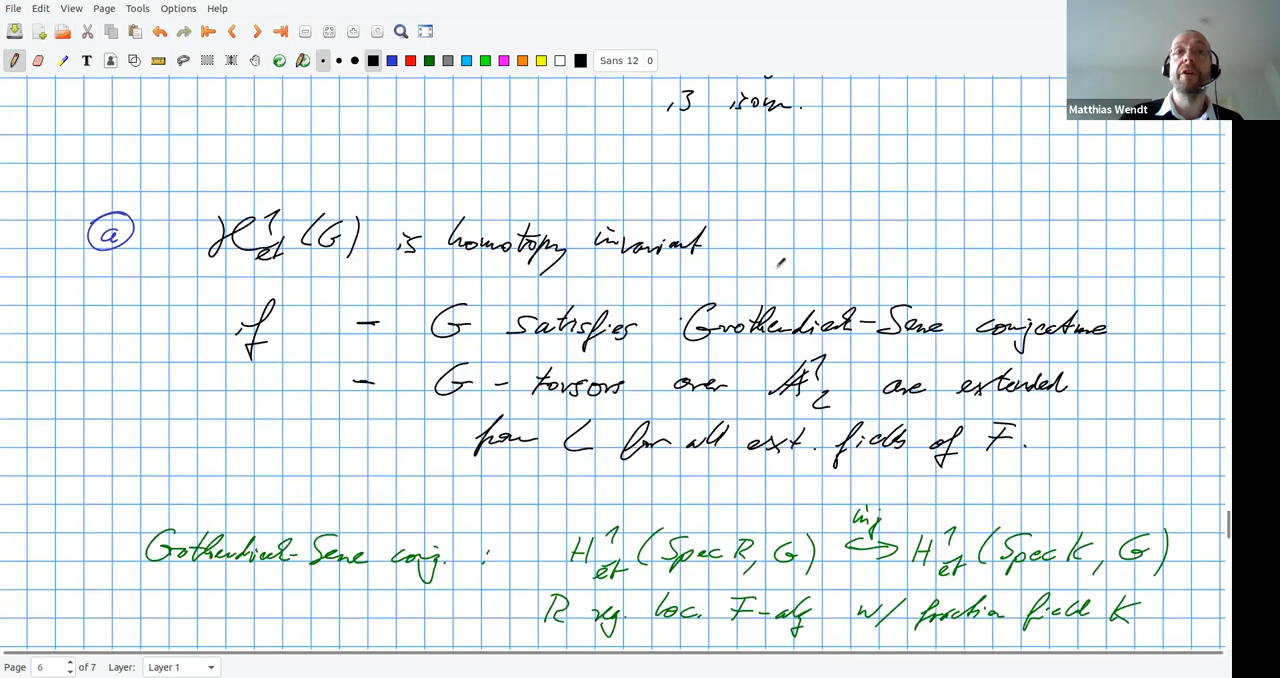 File Edit View Page Tools Options Help
T Sans 12 0
Matthias Wendt
is isom.
a ℋ¹ét(G) is homotopy invariant
if – G satisfies Grothendieck-Serre conjecture
– G-torsors over 𝔸¹_L are extended
from L for all ext. fields of F.
Grothendieck-Serre conj. : H¹ét(Spec R, G) inj ↪ H¹ét(Spec K, G)
R reg. loc. F-alg w/ fraction field K
Page 6 of 7 Layer: Layer 1